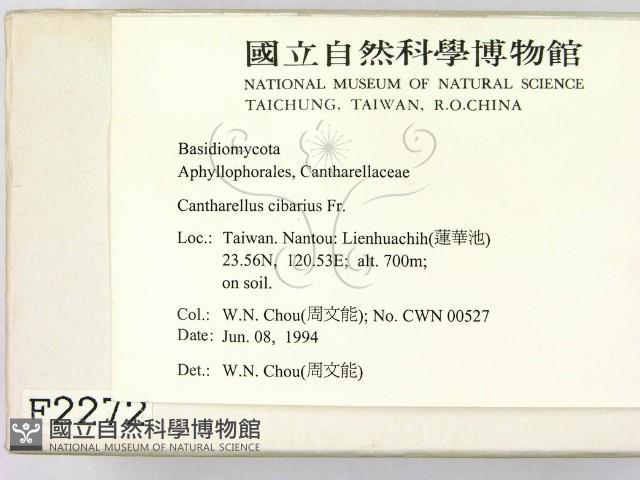 國立自然科學博物館
NATIONAL MUSEUM OF NATURAL SCIENCE
TAICHUNG, TAIWAN, R.O.CHINA
Basidiomycota
Aphyllophorales, Cantharellaceae
Cantharellus cibarius Fr.
Loc.: Taiwan. Nantou: Lienhuachih(蓮華池)
23.56N, 120.53E; alt. 700m;
on soil.
Col.: W.N. Chou(周文能); No. CWN 00527
Date: Jun. 08, 1994
Det.: W.N. Chou(周文能)
F2272
國立自然科學博物館
NATIONAL MUSEUM OF NATURAL SCIENCE